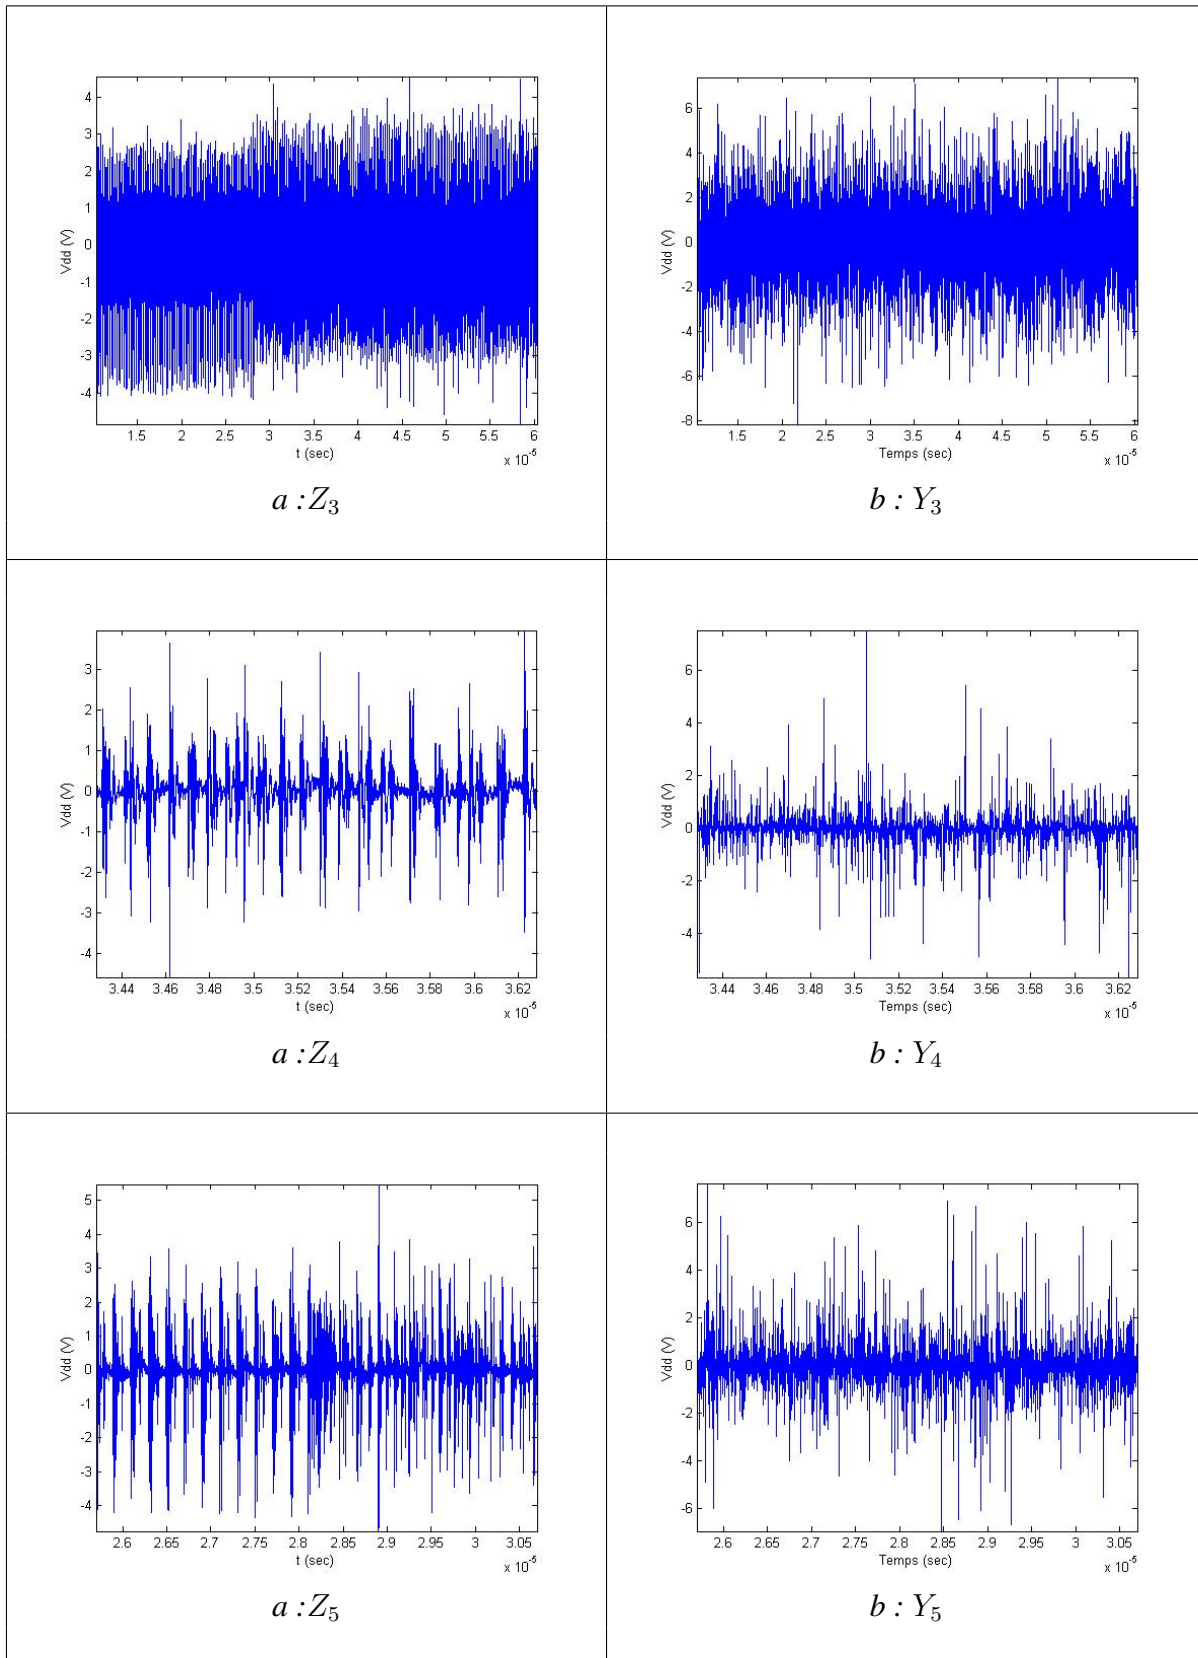 4
3
2
1
0
-1
-2
-3
-4
Vdd (V)
1.5 2 2.5 3 3.5 4 4.5 5 5.5 6
t (sec)
x 10⁻⁵
a : Z₃
6
4
2
0
-2
-4
-6
-8
Vdd (V)
1.5 2 2.5 3 3.5 4 4.5 5 5.5 6
Temps (sec)
x 10⁻⁵
b : Y₃
3
2
1
0
-1
-2
-3
-4
Vdd (V)
3.44 3.46 3.48 3.5 3.52 3.54 3.56 3.58 3.6 3.62
t (sec)
x 10⁻⁵
a : Z₄
6
4
2
0
-2
-4
Vdd (V)
3.44 3.46 3.48 3.5 3.52 3.54 3.56 3.58 3.6 3.62
Temps (sec)
x 10⁻⁵
b : Y₄
5
4
3
2
1
0
-1
-2
-3
-4
Vdd (V)
2.6 2.65 2.7 2.75 2.8 2.85 2.9 2.95 3 3.05
t (sec)
x 10⁻⁵
a : Z₅
6
4
2
0
-2
-4
-6
Vdd (V)
2.6 2.65 2.7 2.75 2.8 2.85 2.9 2.95 3 3.05
Temps (sec)
x 10⁻⁵
b : Y₅